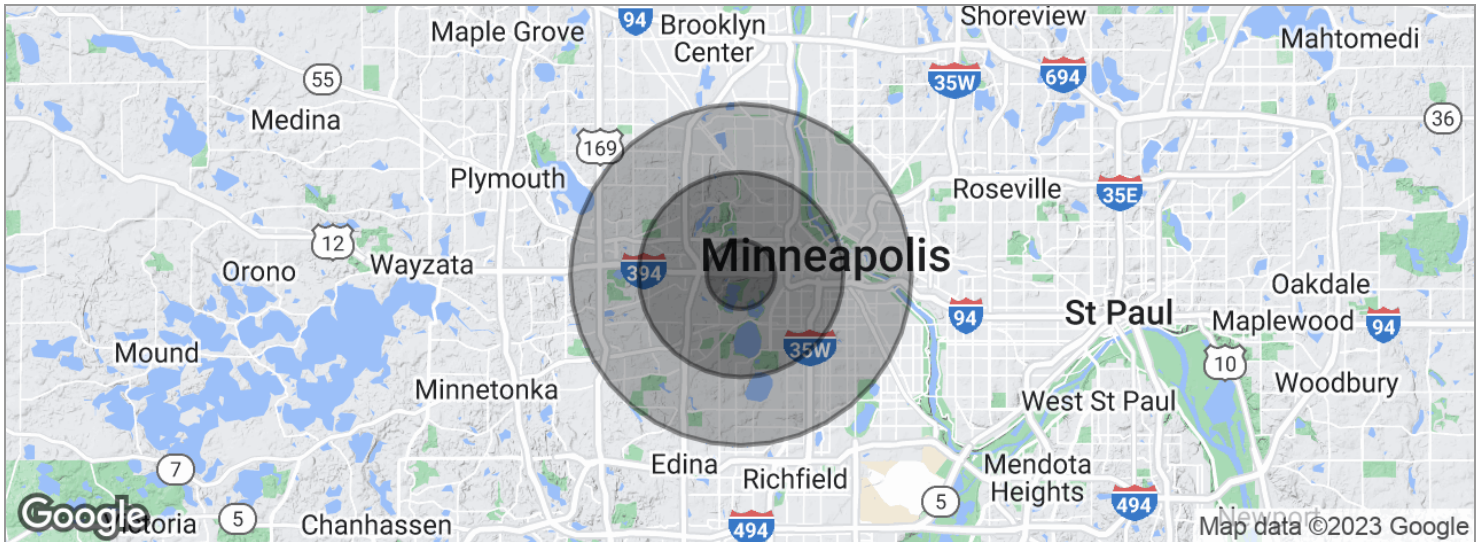 94
Brooklyn
Center
Shoreview
Maple Grove
Mahtomedi
35W
694
55
Medina
36
169
Plymouth
Roseville
35E
12
Minneapolis
Orono
Wayzata
394
Oakdale
St Paul
94
Maplewood
94
Mound
35W
10
Minnetonka
Woodbury
West St Paul
Edina
Richfield
Mendota
Heights
7
5
494
Google
Victoria
5
Chanhassen
494
Newport
Map data ©2023 Google